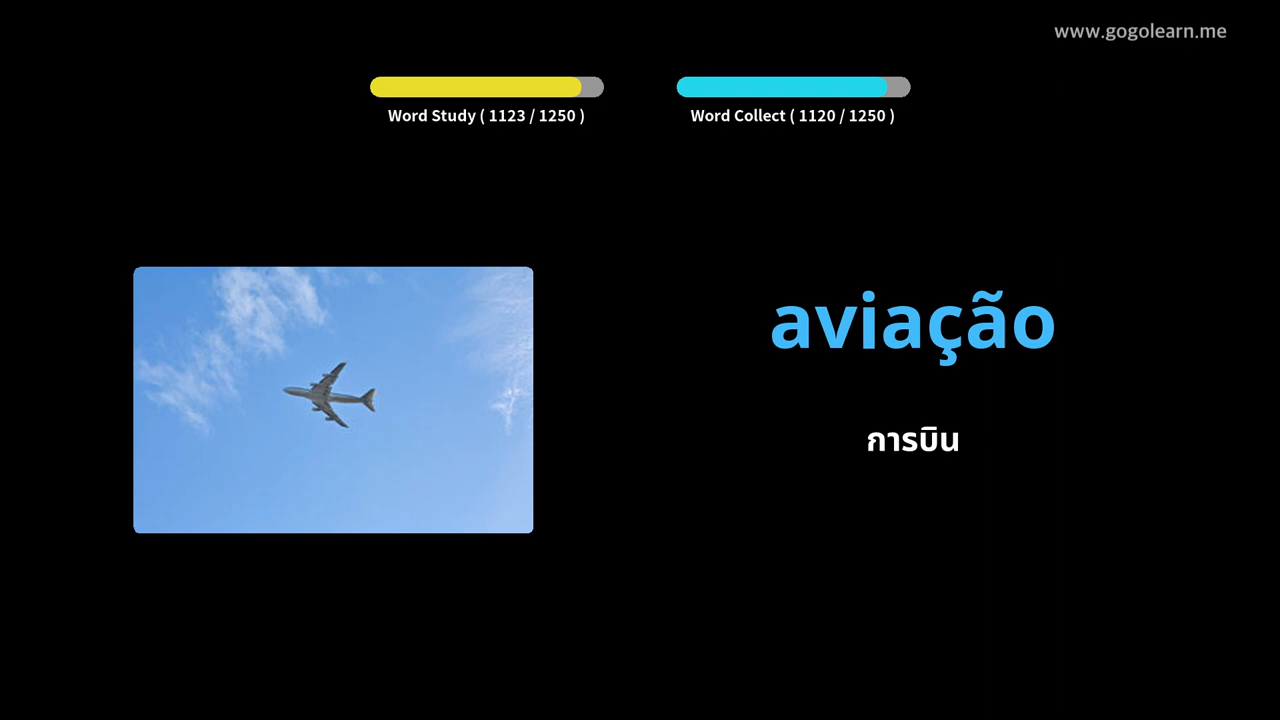 www.gogolearn.me
Word Study ( 1123 / 1250 )
Word Collect ( 1120 / 1250 )
aviação
การบิน